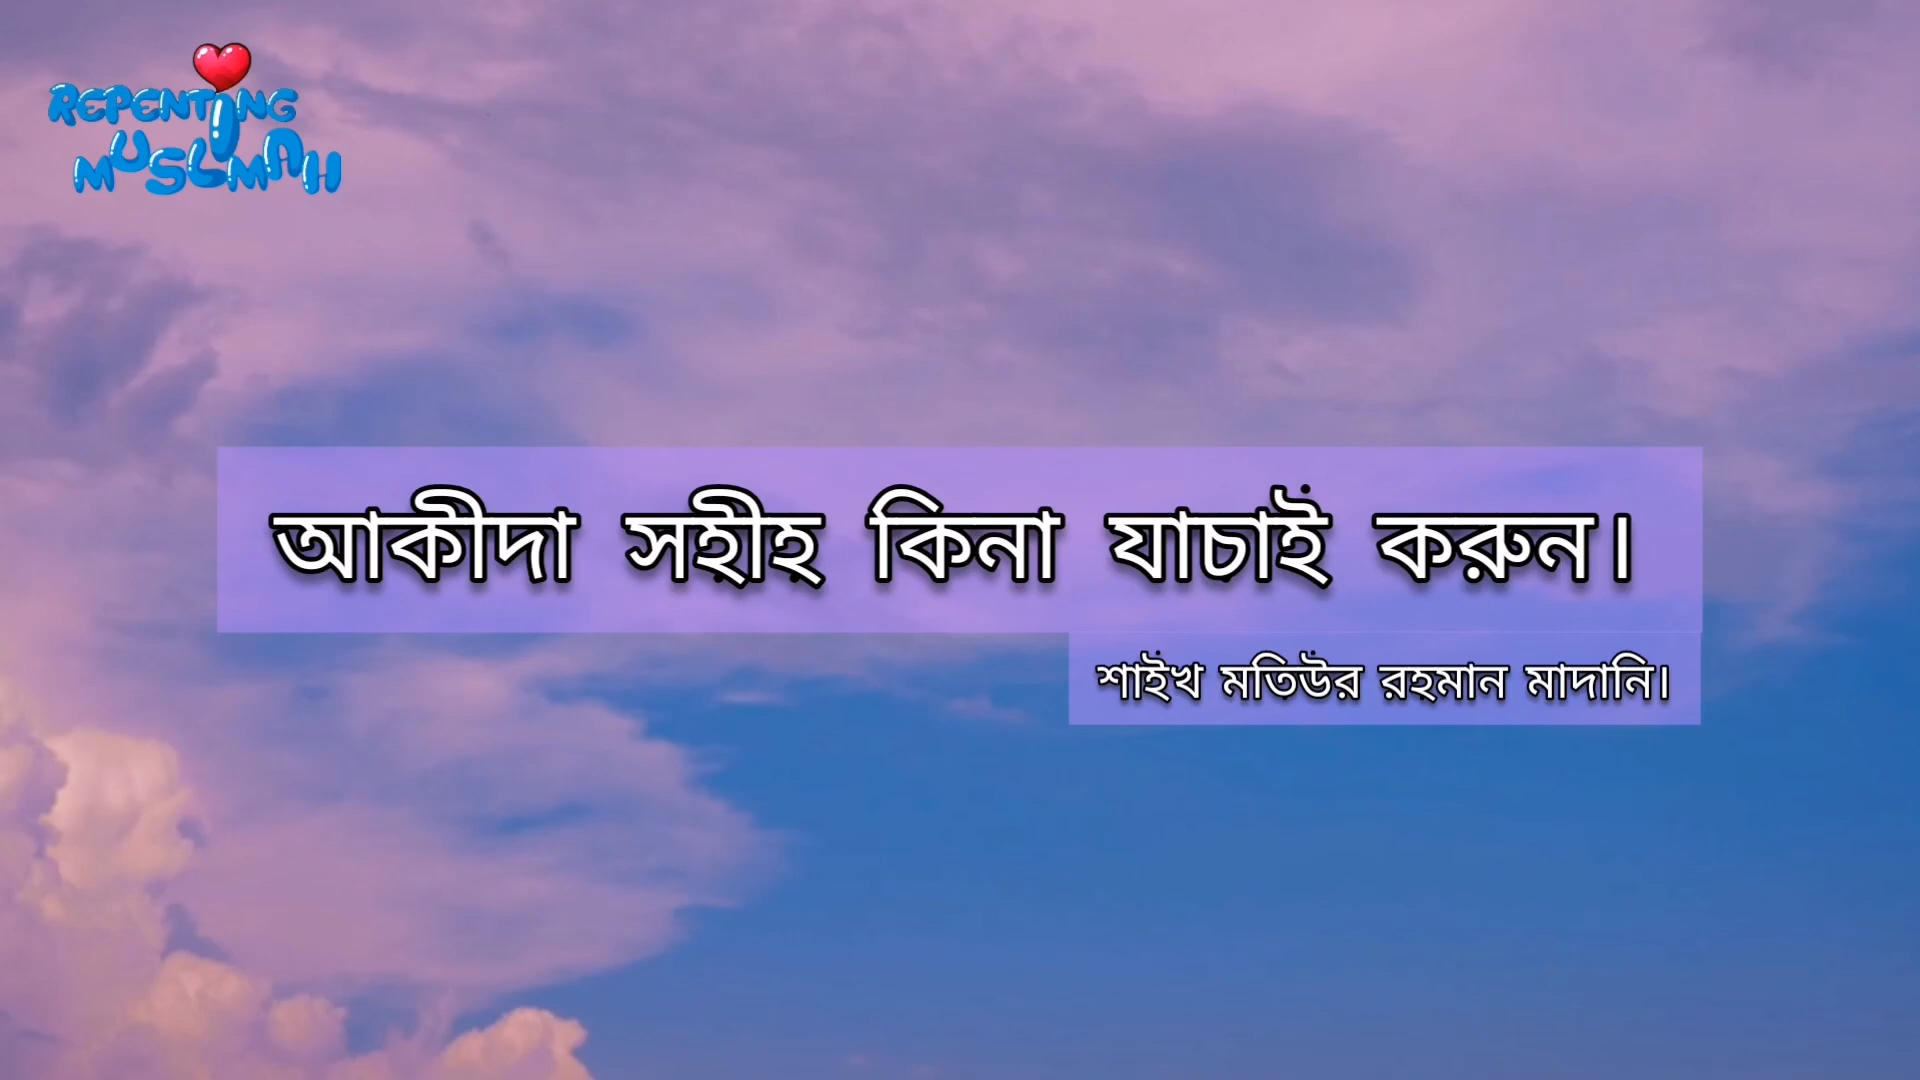 REPENTING
MUSLIMAH
আকীদা সহীহ কিনা যাচাই করুন।
শাইখ মতিউর রহমান মাদানি।